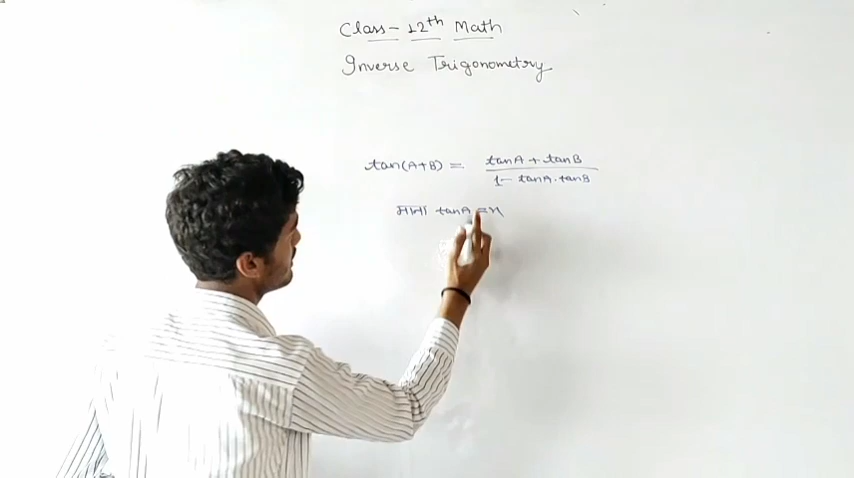 Class- 12th Math
Inverse Trigonometry
tan(A+B) = tanA + tanB / 1- tanA.tanB
माना tanA = x